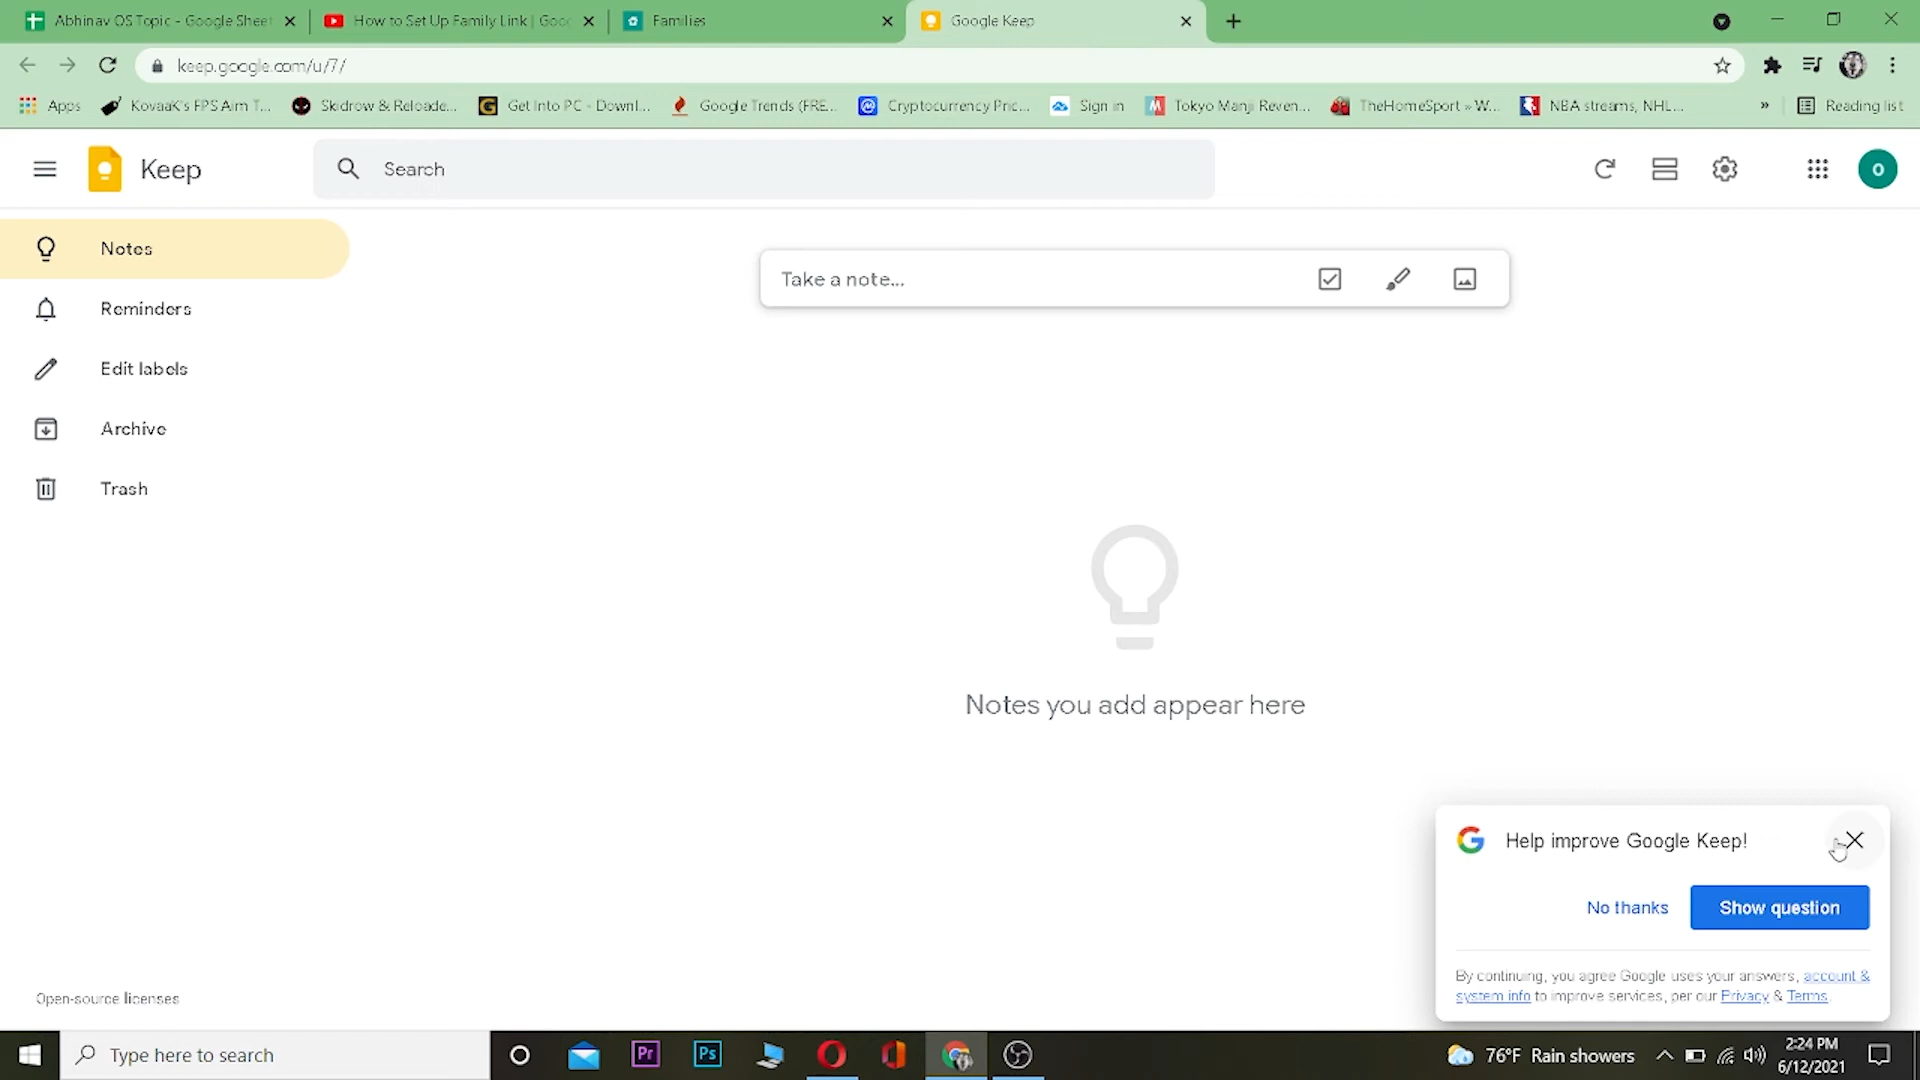 Abhinav OS Topic - Google Sheet
How to Set Up Family Link | Goo
Families
Google Keep
keep.google.com/u/7/
Apps
KovaaK's FPS Aim T...
Skidrow & Reloade...
Get Into PC - Downl...
Google Trends (FRE...
Cryptocurrency Pric...
Sign in
Tokyo Manji Reven...
TheHomeSport » W...
NBA streams, NHL...
»
Reading list
Keep
Search
O
Notes
Reminders
Edit labels
Archive
Trash
Take a note...
Notes you add appear here
Help improve Google Keep!
No thanks
Show question
By continuing, you agree Google uses your answers, account &
system info to improve services, per our Privacy & Terms.
Open-source licenses
Type here to search
Pr
Ps
76°F Rain showers
2:24 PM
6/12/2021